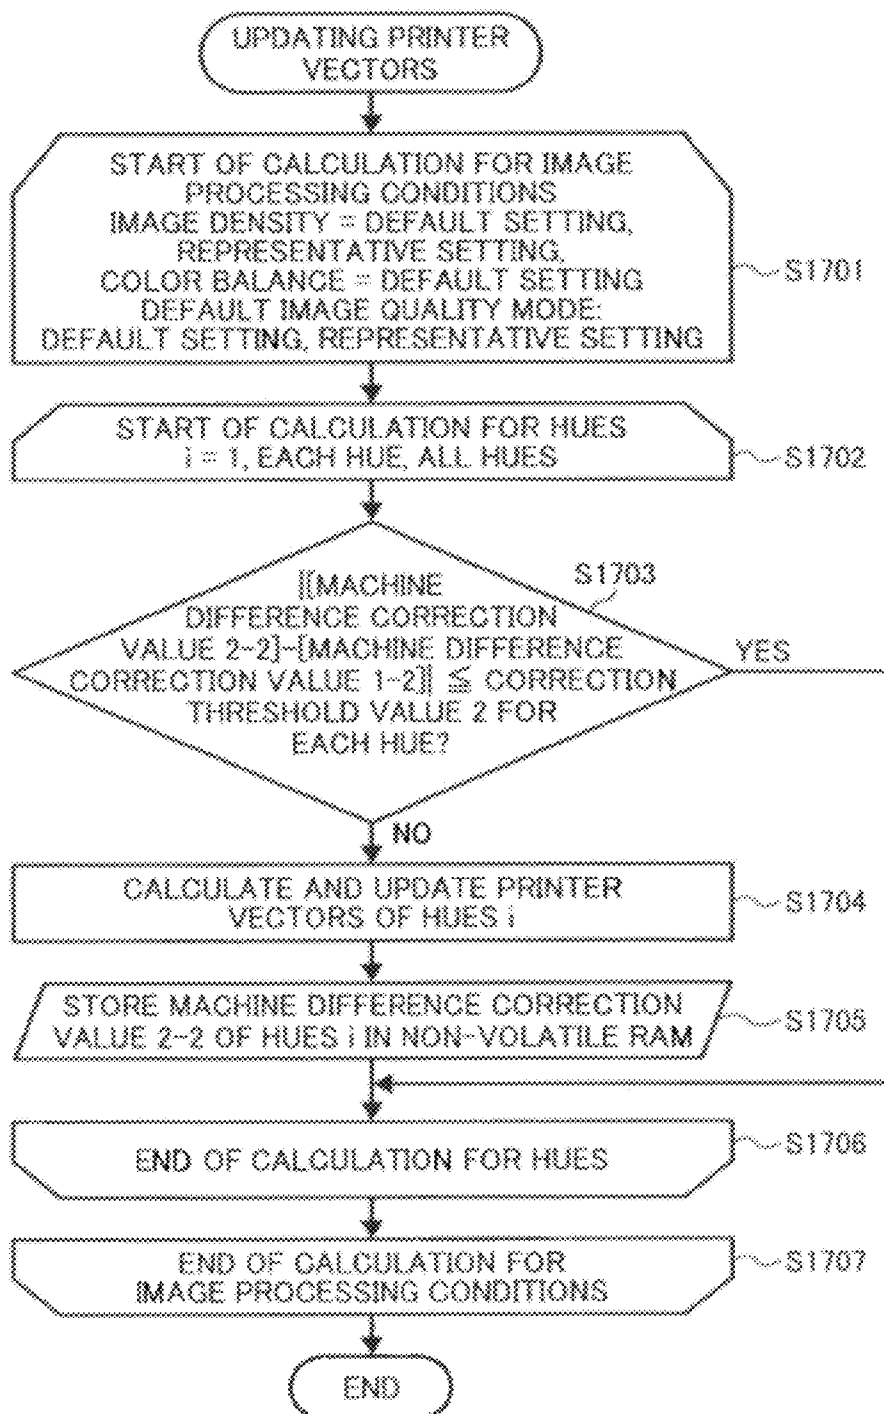 UPDATING PRINTER
VECTORS
START OF CALCULATION FOR IMAGE
PROCESSING CONDITIONS
IMAGE DENSITY = DEFAULT SETTING,
REPRESENTATIVE SETTING,
COLOR BALANCE = DEFAULT SETTING
DEFAULT IMAGE QUALITY MODE:
DEFAULT SETTING, REPRESENTATIVE SETTING
S1701
START OF CALCULATION FOR HUES
i = 1, EACH HUE, ALL HUES
S1702
S1703
|[MACHINE
DIFFERENCE CORRECTION
VALUE 2-2]-[MACHINE DIFFERENCE
CORRECTION VALUE 1-2]| ≦ CORRECTION
THRESHOLD VALUE 2 FOR
EACH HUE?
YES
NO
CALCULATE AND UPDATE PRINTER
VECTORS OF HUES i
S1704
STORE MACHINE DIFFERENCE CORRECTION
VALUE 2-2 OF HUES i IN NON-VOLATILE RAM
S1705
END OF CALCULATION FOR HUES
S1706
END OF CALCULATION FOR
IMAGE PROCESSING CONDITIONS
S1707
END